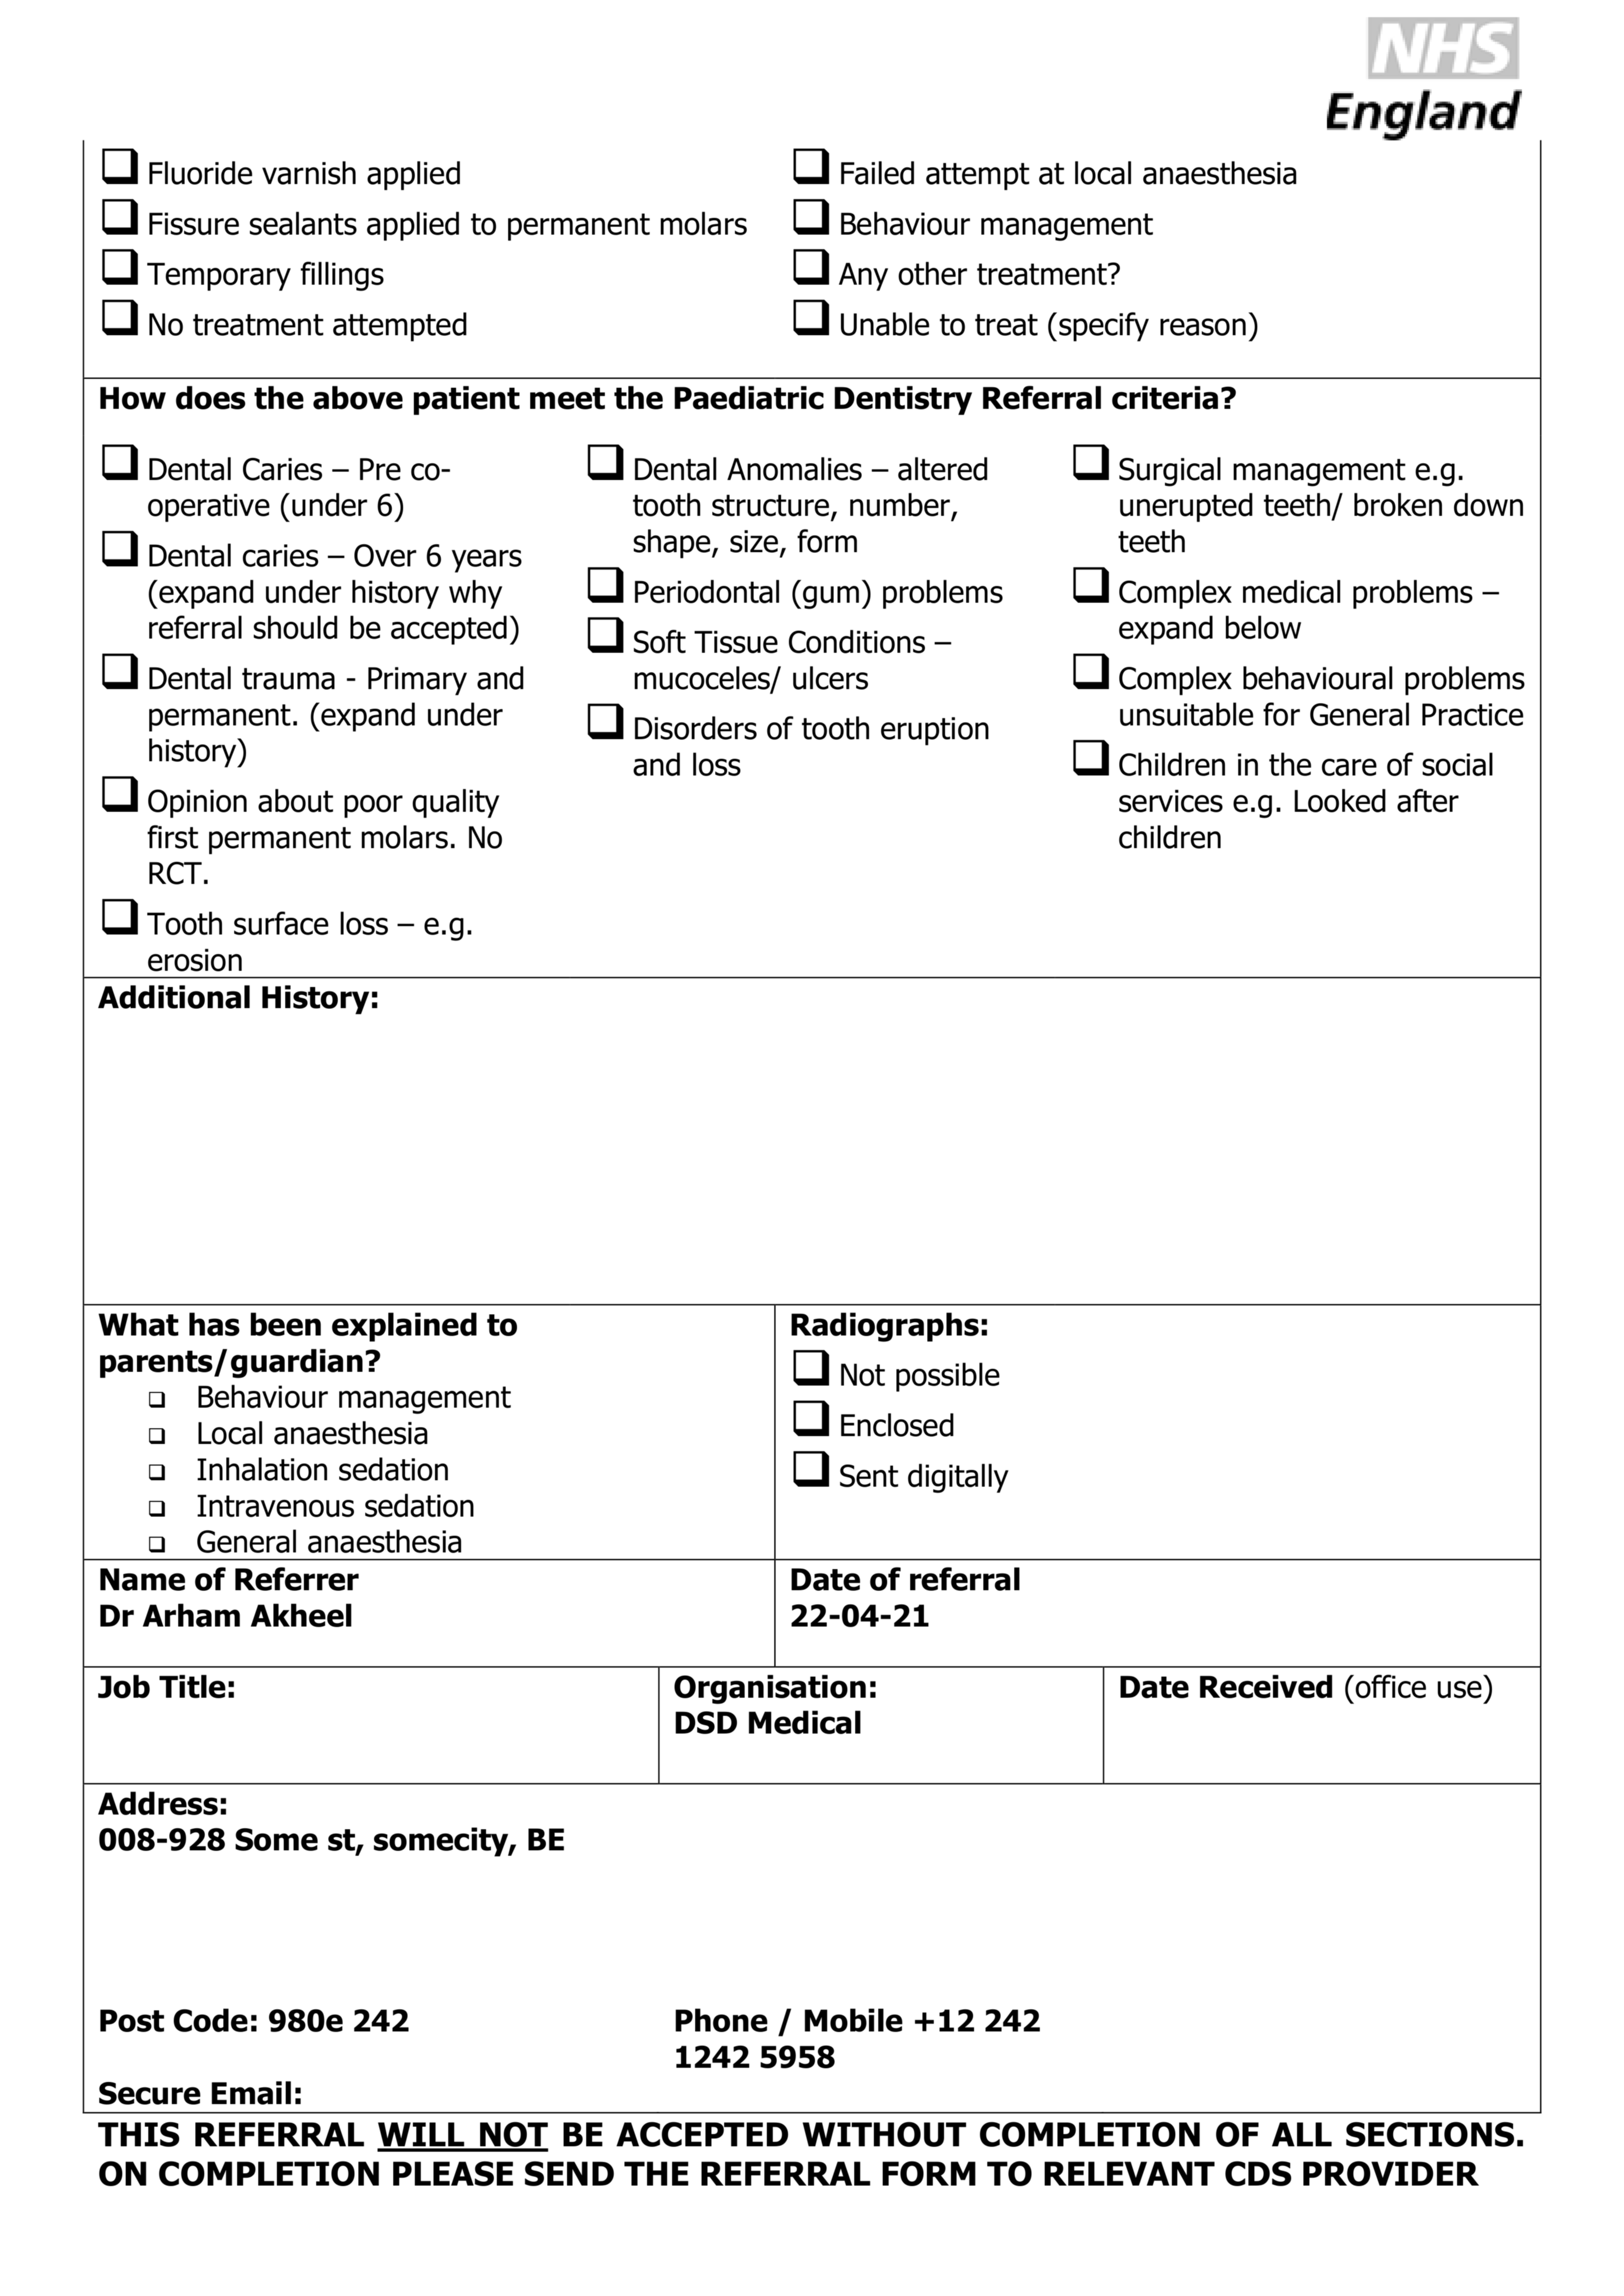 NHS
England
Fluoride varnish applied
Fissure sealants applied to permanent molars
Temporary fillings
No treatment attempted
Failed attempt at local anaesthesia
Behaviour management
Any other treatment?
Unable to treat (specify reason)
How does the above patient meet the Paediatric Dentistry Referral criteria?
Dental Caries – Pre co-
operative (under 6)
Dental caries – Over 6 years
(expand under history why
referral should be accepted)
Dental trauma - Primary and
permanent. (expand under
history)
Opinion about poor quality
first permanent molars. No
RCT.
Tooth surface loss – e.g.
erosion
Dental Anomalies – altered
tooth structure, number,
shape, size, form
Periodontal (gum) problems
Soft Tissue Conditions –
mucoceles/ ulcers
Disorders of tooth eruption
and loss
Surgical management e.g.
unerupted teeth/ broken down
teeth
Complex medical problems –
expand below
Complex behavioural problems
unsuitable for General Practice
Children in the care of social
services e.g. Looked after
children
Additional History:
What has been explained to
parents/guardian?
Behaviour management
Local anaesthesia
Inhalation sedation
Intravenous sedation
General anaesthesia
Radiographs:
Not possible
Enclosed
Sent digitally
Name of Referrer
Dr Arham Akheel
Date of referral
22-04-21
Job Title:
Organisation:
DSD Medical
Date Received (office use)
Address:
008-928 Some st, somecity, BE
Post Code: 980e 242
Phone / Mobile +12 242
1242 5958
Secure Email:
THIS REFERRAL WILL NOT BE ACCEPTED WITHOUT COMPLETION OF ALL SECTIONS.
ON COMPLETION PLEASE SEND THE REFERRAL FORM TO RELEVANT CDS PROVIDER